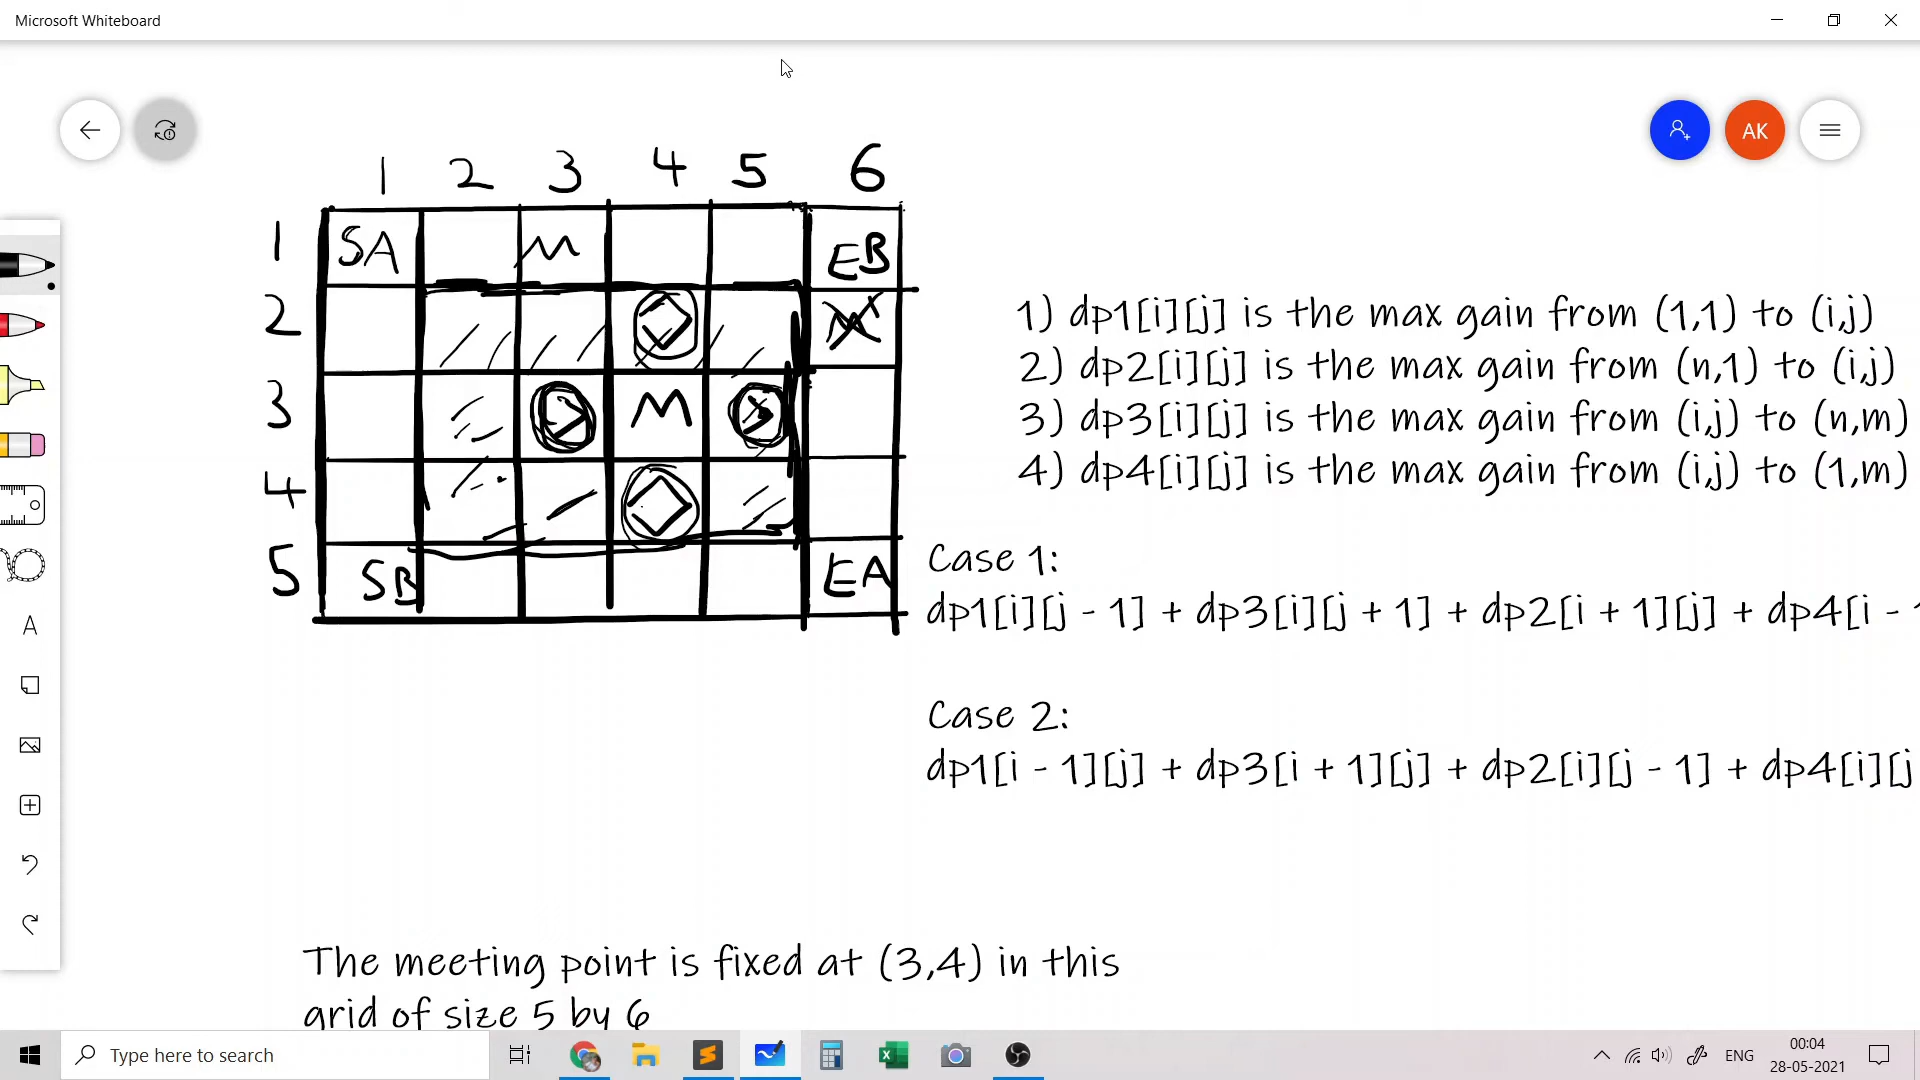 Microsoft Whiteboard
AK
1 2 3 4 5 6
1 SA M EB
2 M
3 M
4
5 SB EA
1) dp1[i][j] is the max gain from (1,1) to (i,j)
2) dp2[i][j] is the max gain from (n,1) to (i,j)
3) dp3[i][j] is the max gain from (i,j) to (n,m)
4) dp4[i][j] is the max gain from (i,j) to (1,m)
Case 1:
dp1[i][j - 1] + dp3[i][j + 1] + dp2[i + 1][j] + dp4[i -
Case 2:
dp1[i - 1][j] + dp3[i + 1][j] + dp2[i][j - 1] + dp4[i][j
The meeting point is fixed at (3,4) in this
grid of size 5 by 6
A
Type here to search
ENG
00:04
28-05-2021